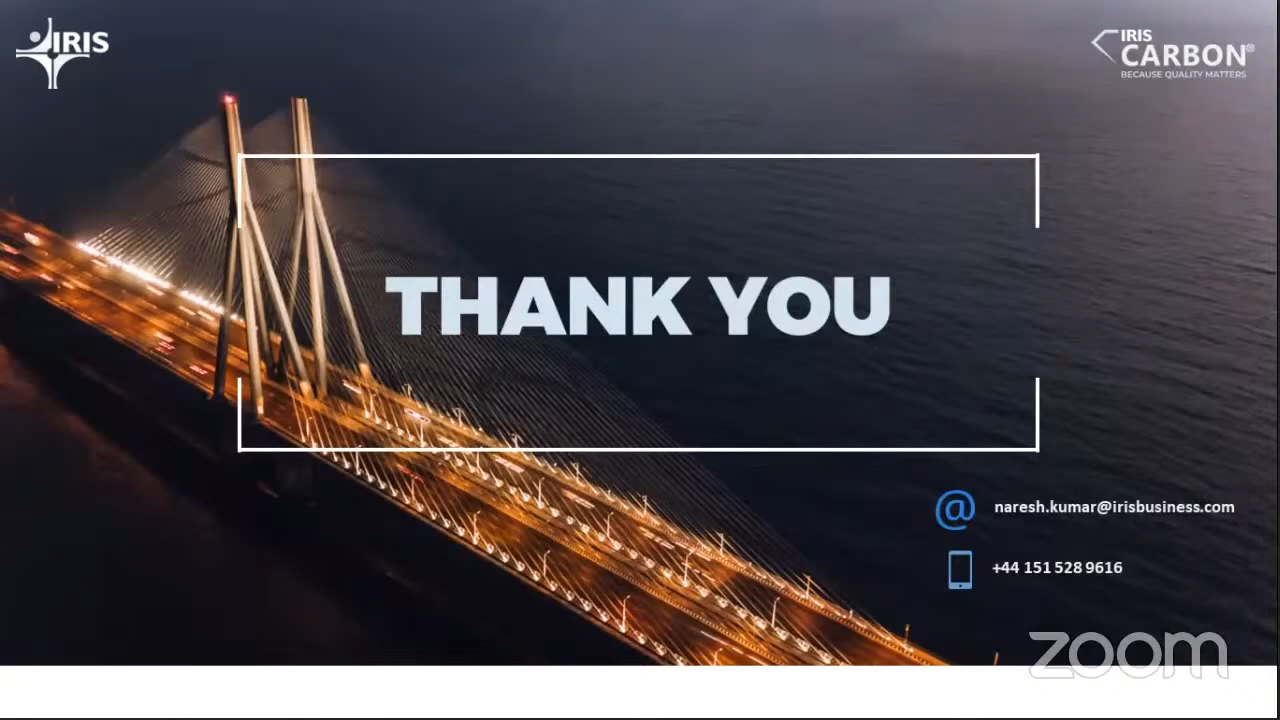 IRIS
IRIS
CARBON®
BECAUSE QUALITY MATTERS
THANK YOU
@ naresh.kumar@irisbusiness.com
+44 151 528 9616
zoom